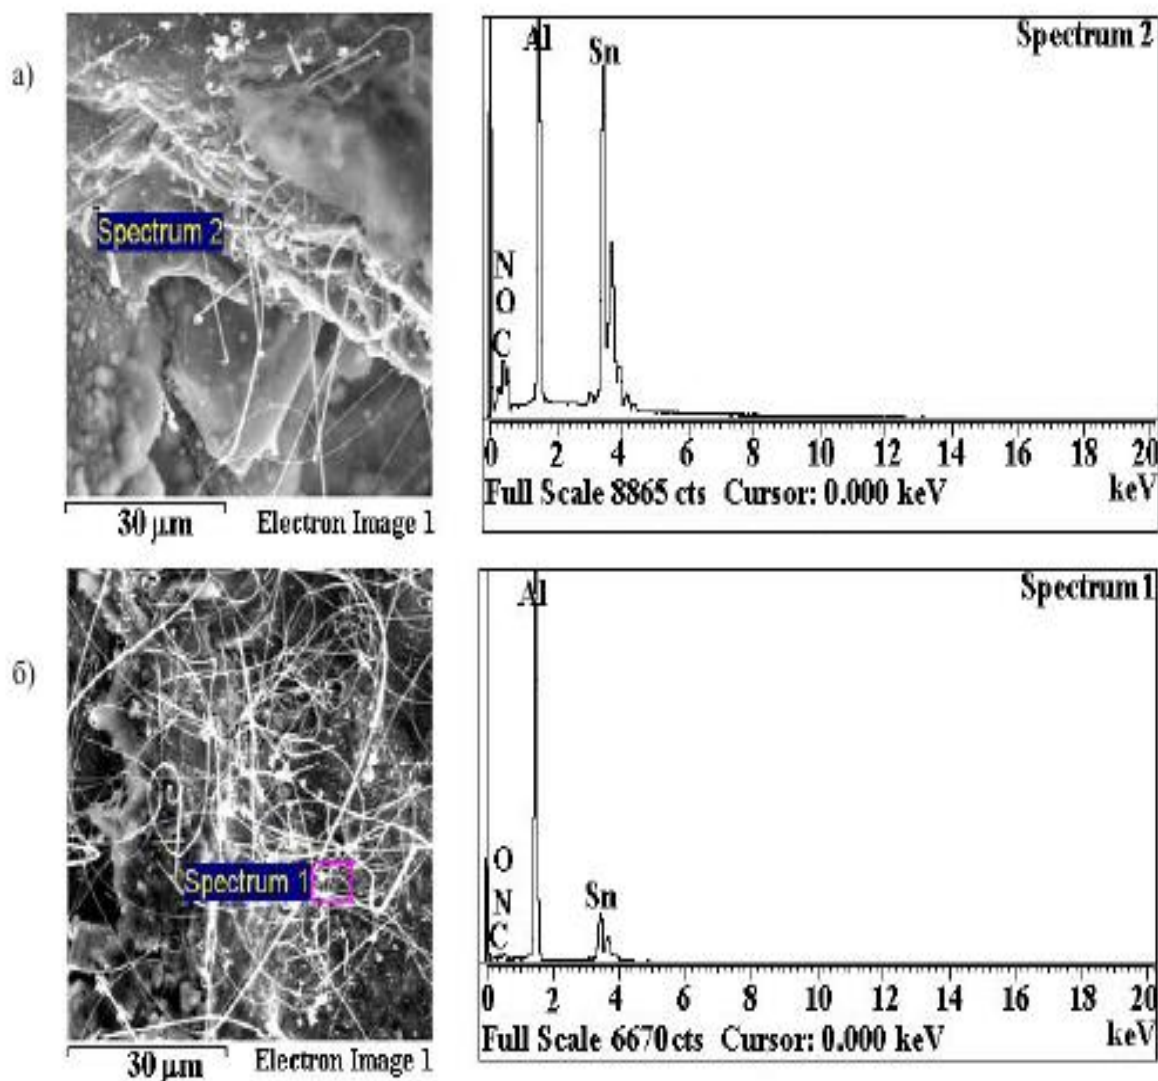 а)
Spectrum 2
30 µm
Electron Image 1
Spectrum 2
Al
Sn
N
O
C
0 2 4 6 8 10 12 14 16 18 20
Full Scale 8865 cts Cursor: 0.000 keV
keV
б)
Spectrum 1
30 µm
Electron Image 1
Spectrum 1
Al
O
N
C
Sn
0 2 4 6 8 10 12 14 16 18 20
Full Scale 6670 cts Cursor: 0.000 keV
keV